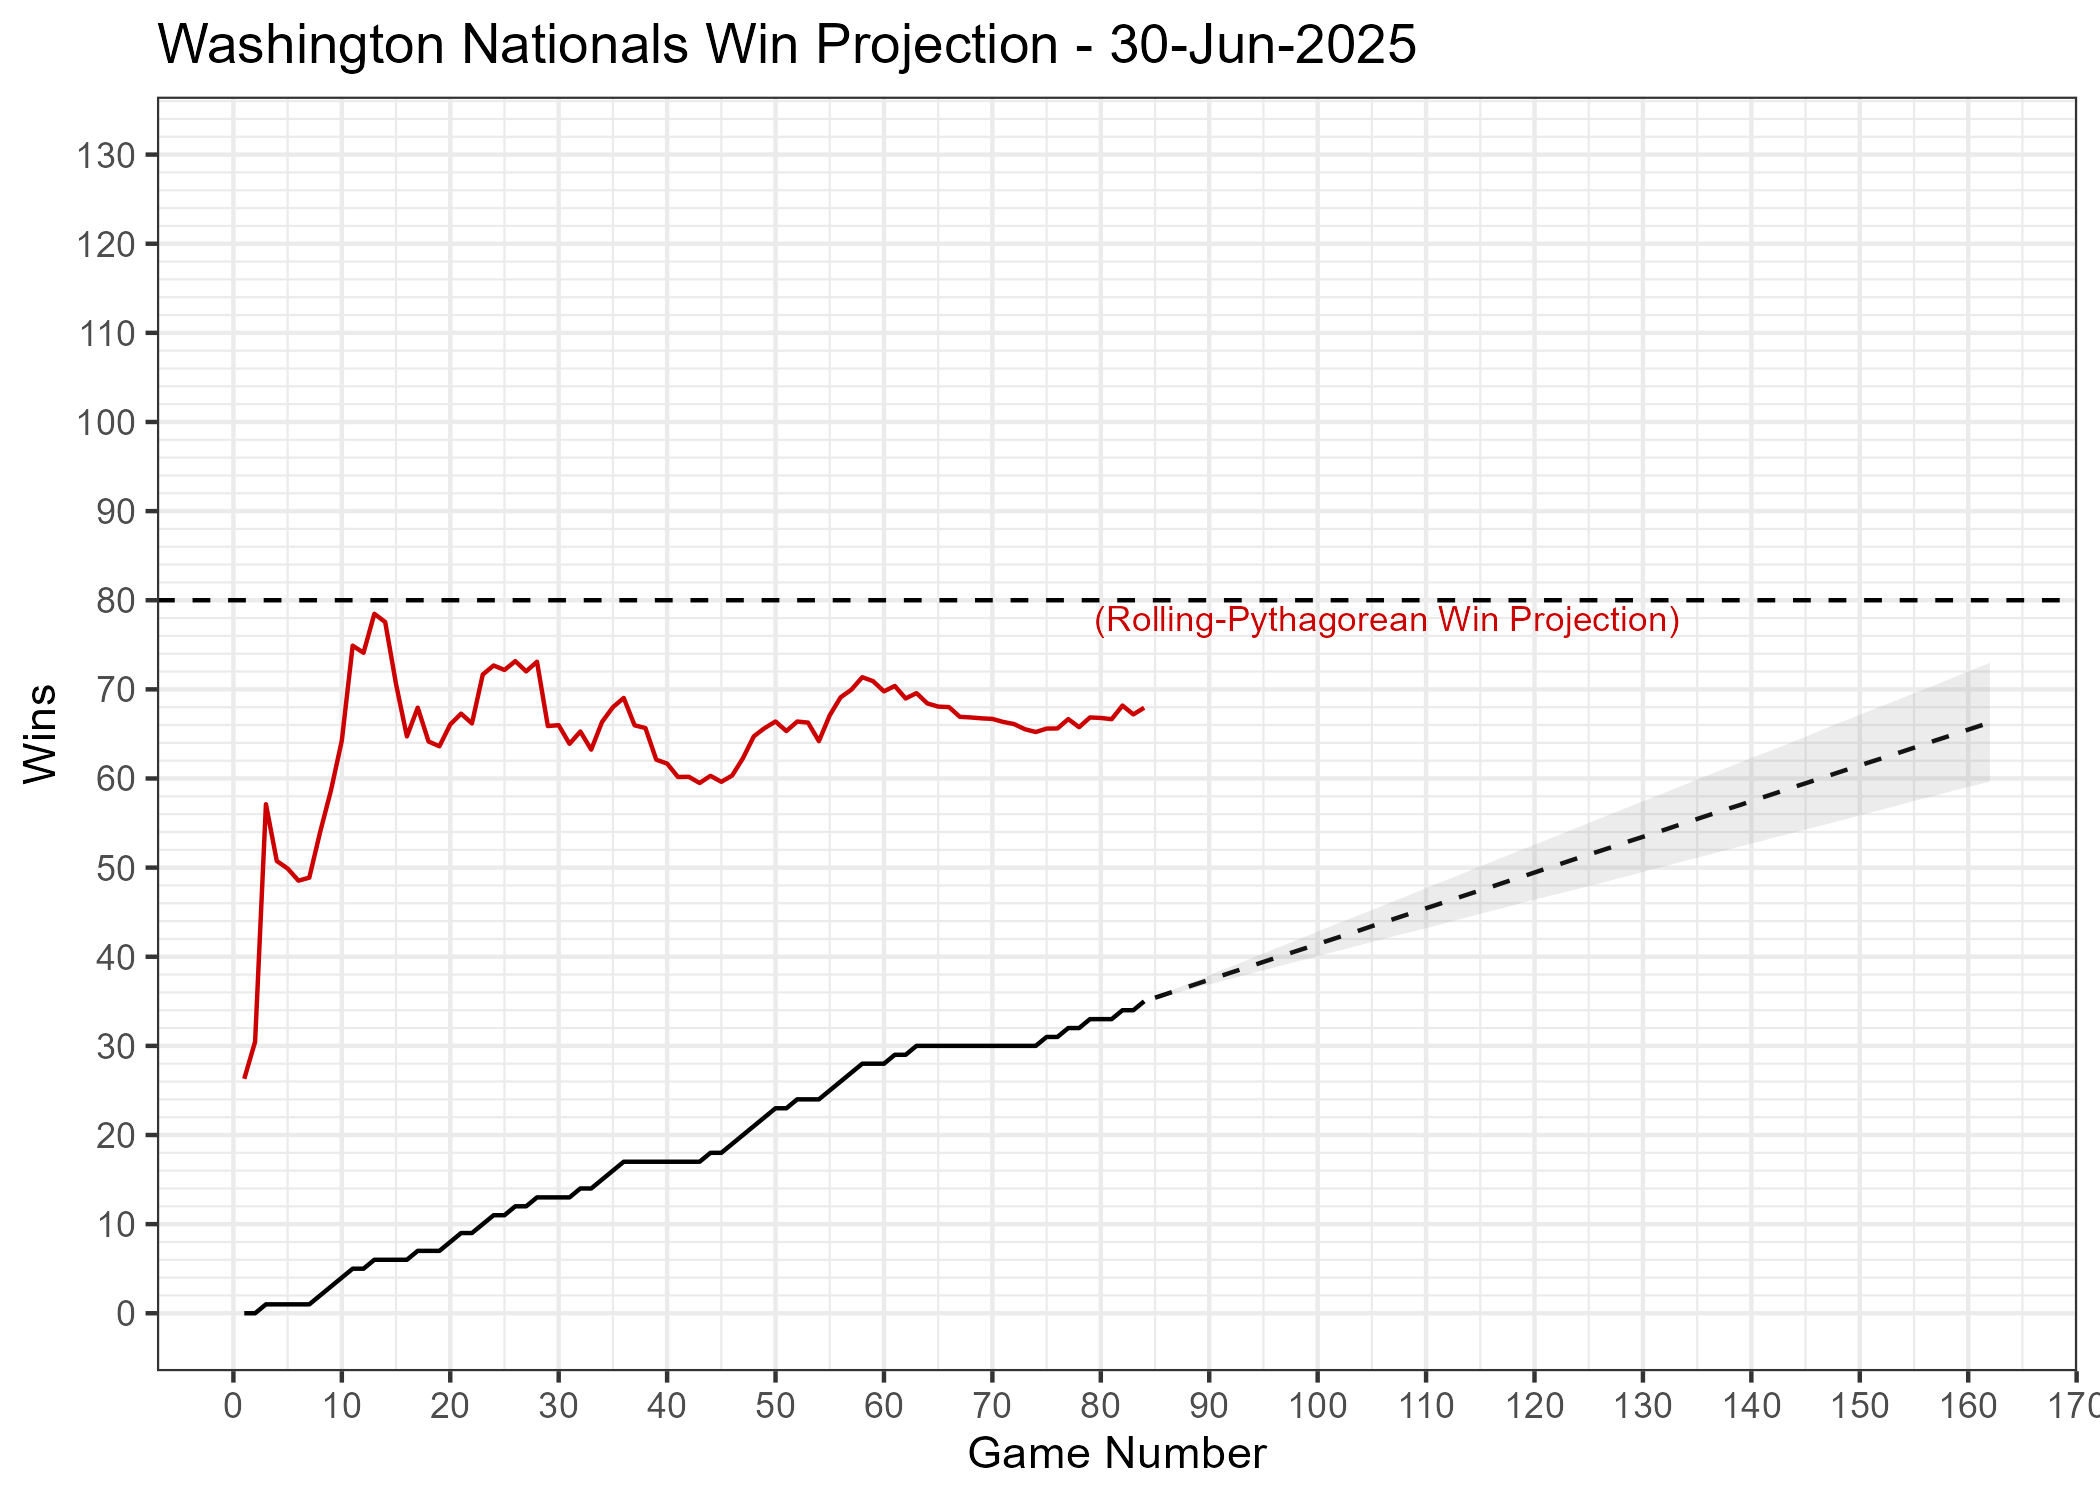 Washington Nationals Win Projection - 30-Jun-2025
130
120
110
100
90
80
(Rolling-Pythagorean Win Projection)
70
60
50
40
30
20
10
0
Wins
0 10 20 30 40 50 60 70 80 90 100 110 120 130 140 150 160 170
Game Number